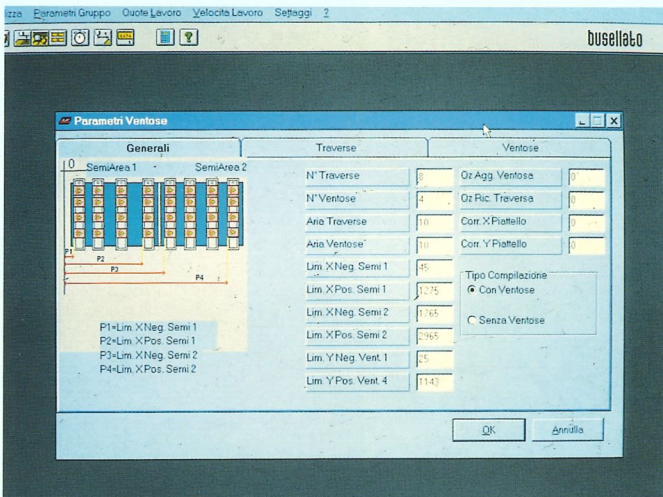 Parametri Gruppo Quote Lavoro Velocita Lavoro Settaggi ?
busellato
Parametri Ventose
Generali Traverse Ventose
0 SemiArea 1 SemiArea 2
P1
P2
P3
P4
P1=Lim. X Neg. Semi 1
P2=Lim. X Pos. Semi 1
P3=Lim. X Neg. Semi 2
P4=Lim. X Pos. Semi 2
N° Traverse 8
N° Ventose 4
Aria Traverse 10
Aria Ventose 10
Lim. X Neg. Semi 1 45
Lim. X Pos. Semi 1 1275
Lim. X Neg. Semi 2 1765
Lim. X Pos. Semi 2 2965
Lim. Y Neg. Vent. 1 25
Lim. Y Pos. Vent. 4 1143
Oz Agg. Ventosa 0
Oz Ric. Traversa 0
Corr. X Piattello 0
Corr. Y Piattello 0
Tipo Compilazione
Con Ventose
Senza Ventose
OK Annulla